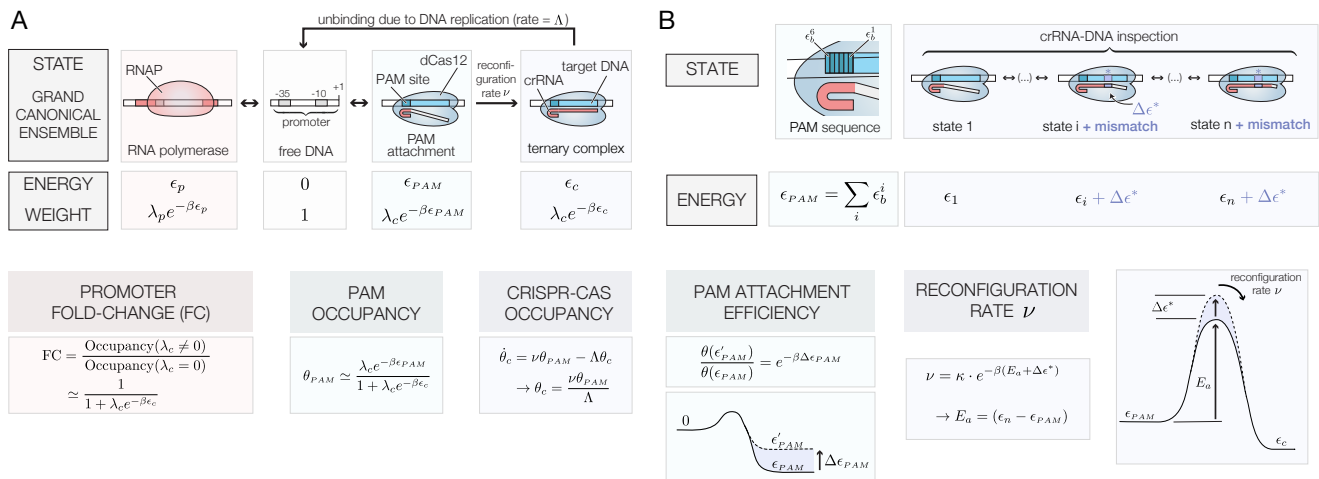 A
unbinding due to DNA replication (rate = Λ)
STATE
GRAND
CANONICAL
ENSEMBLE
RNAP
RNA polymerase
-35
-10
+1
promoter
free DNA
dCas12
PAM site
PAM
attachment
reconfi-
guration
rate ν
crRNA
target DNA
ternary complex
ENERGY
ϵ_p
0
ϵ_PAM
ϵ_c
WEIGHT
λ_p e^{-βϵ_p}
1
λ_c e^{-βϵ_PAM}
λ_c e^{-βϵ_c}
PROMOTER
FOLD-CHANGE (FC)
FC = Occupancy(λ_c ≠ 0) / Occupancy(λ_c = 0)
≃ 1 / (1 + λ_c e^{-βϵ_c})
PAM
OCCUPANCY
θ_PAM ≃ λ_c e^{-βϵ_PAM} / (1 + λ_c e^{-βϵ_c})
CRISPR-CAS
OCCUPANCY
θ̇_c = νθ_PAM − Λθ_c
→ θ_c = νθ_PAM / Λ
B
STATE
ϵ_b^6
ϵ_b^1
PAM sequence
crRNA-DNA inspection
(...)
*
(...)
*
Δϵ*
state 1
state i + mismatch
state n + mismatch
ENERGY
ϵ_PAM = ∑_i ϵ_b^i
ϵ_1
ϵ_i + Δϵ*
ϵ_n + Δϵ*
PAM ATTACHMENT
EFFICIENCY
θ(ϵ'_PAM) / θ(ϵ_PAM) = e^{-βΔϵ_PAM}
0
ϵ'_PAM
ϵ_PAM
Δϵ_PAM
RECONFIGURATION
RATE ν
ν = κ · e^{-β(E_a+Δϵ*)}
→ E_a = (ϵ_n − ϵ_PAM)
reconfiguration
rate ν
Δϵ*
E_a
ϵ_PAM
ϵ_c